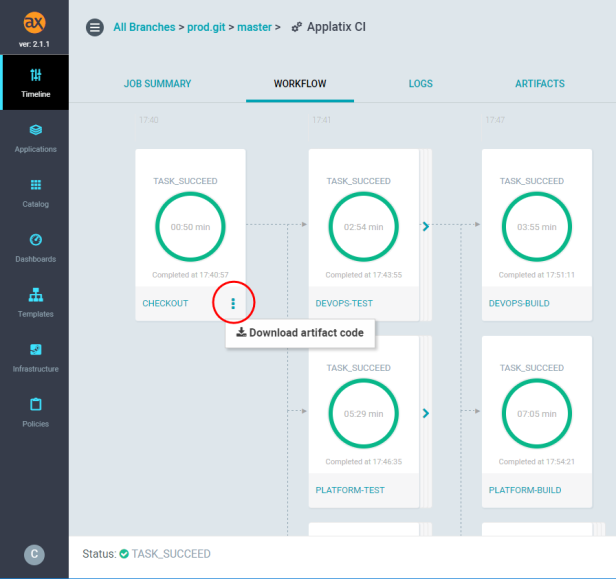 ax
ver: 2.1.1
Timeline
Applications
Catalog
Dashboards
Templates
Infrastructure
Policies
C
All Branches > prod.git > master > Applatix CI
JOB SUMMARY
WORKFLOW
LOGS
ARTIFACTS
17:40
17:41
17:47
TASK_SUCCEED
00:50 min
Completed at 17:40:57
CHECKOUT
TASK_SUCCEED
02:54 min
Completed at 17:43:55
DEVOPS-TEST
TASK_SUCCEED
03:55 min
Completed at 17:51:11
DEVOPS-BUILD
Download artifact code
TASK_SUCCEED
05:29 min
Completed at 17:46:35
PLATFORM-TEST
TASK_SUCCEED
07:05 min
Completed at 17:54:21
PLATFORM-BUILD
Status: TASK_SUCCEED